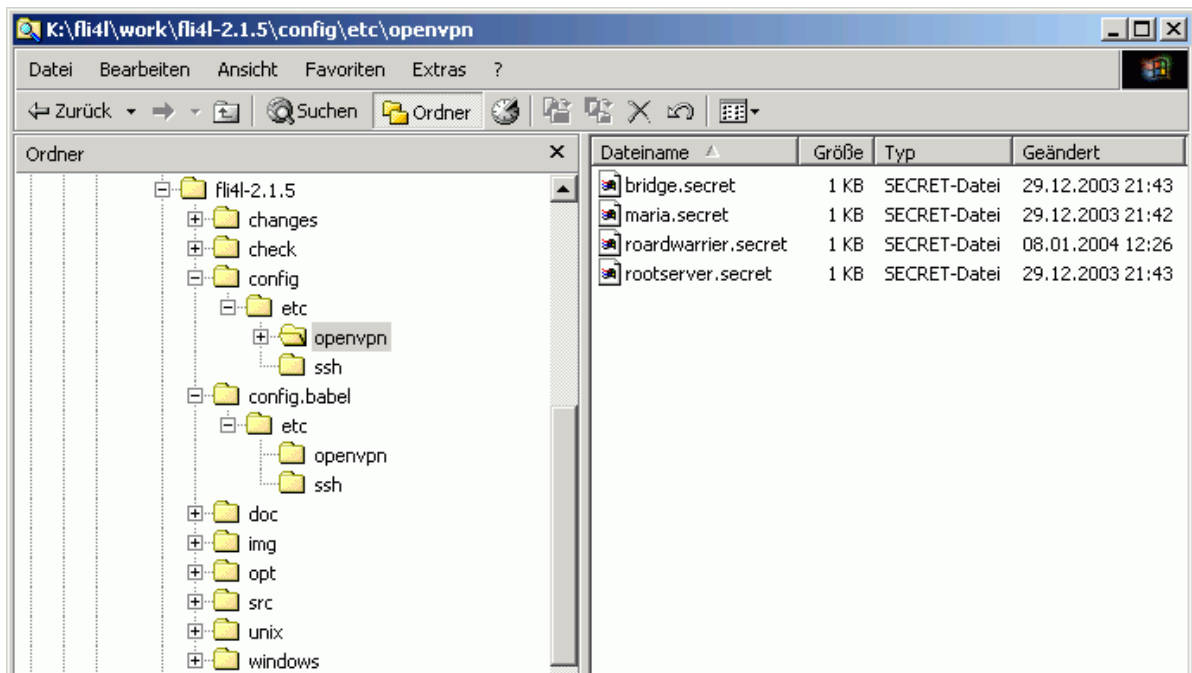 K:\fli4l\work\fli4l-2.1.5\config\etc\openvpn
Datei Bearbeiten Ansicht Favoriten Extras ?
Zurück Suchen Ordner
Ordner
fli4l-2.1.5
changes
check
config
etc
openvpn
ssh
config.babel
etc
openvpn
ssh
doc
img
opt
src
unix
windows
Dateiname Größe Typ Geändert
bridge.secret 1 KB SECRET-Datei 29.12.2003 21:43
maria.secret 1 KB SECRET-Datei 29.12.2003 21:42
roardwarrier.secret 1 KB SECRET-Datei 08.01.2004 12:26
rootserver.secret 1 KB SECRET-Datei 29.12.2003 21:43